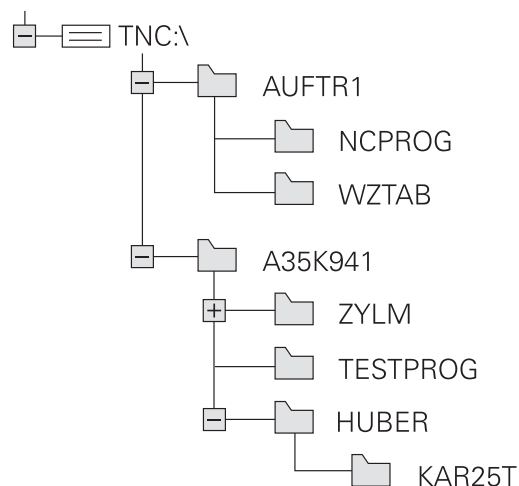 TNC:\
AUFTR1
NCPROG
WZTAB
A35K941
ZYLM
TESTPROG
HUBER
KAR25T